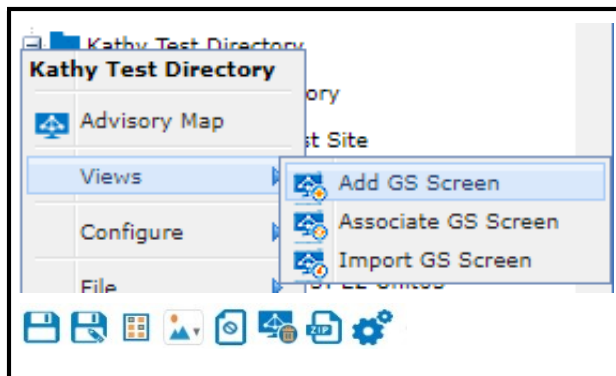 Kathy Test Directory
Kathy Test Directory
ory
Advisory Map
st Site
Views
Add GS Screen
Associate GS Screen
Configure
Import GS Screen
File
ZIP